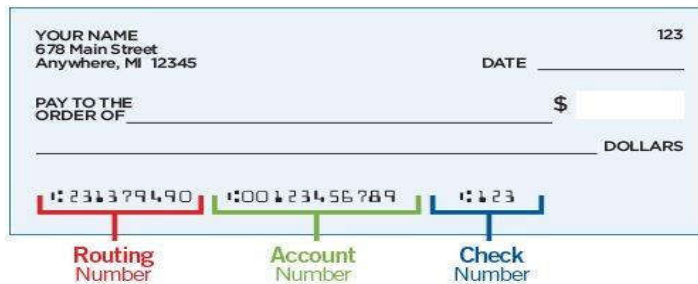 YOUR NAME 123
678 Main Street
Anywhere, MI 12345 DATE
PAY TO THE
ORDER OF $
DOLLARS
⑆231379490 ⑆00123456789 ⑆123
Routing Account Check
Number Number Number